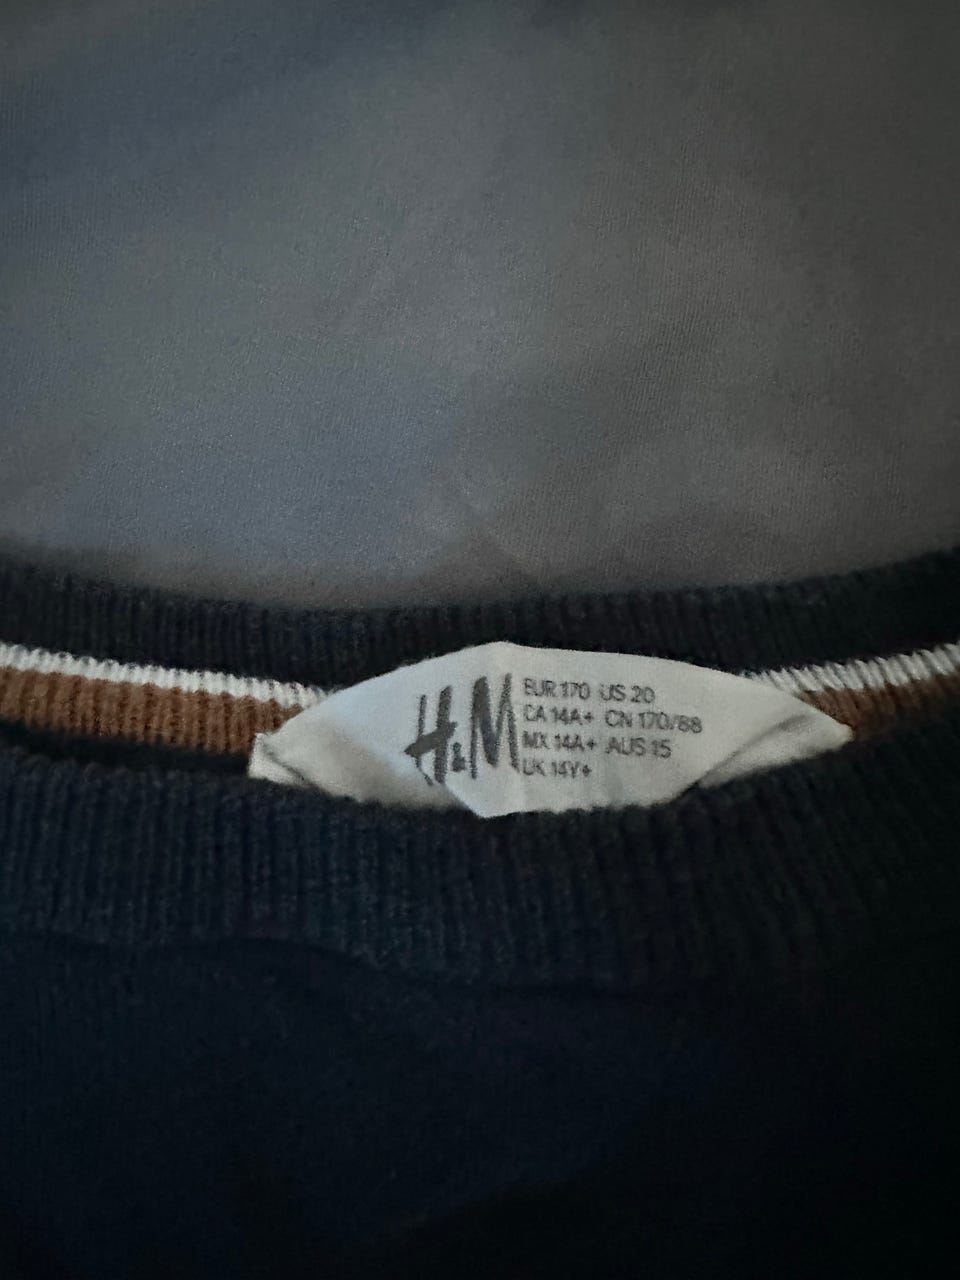 H&M
EUR 170 US 20
CA 14A+ CN 170/88
MX 14A+ AUS 15
UK 14Y+